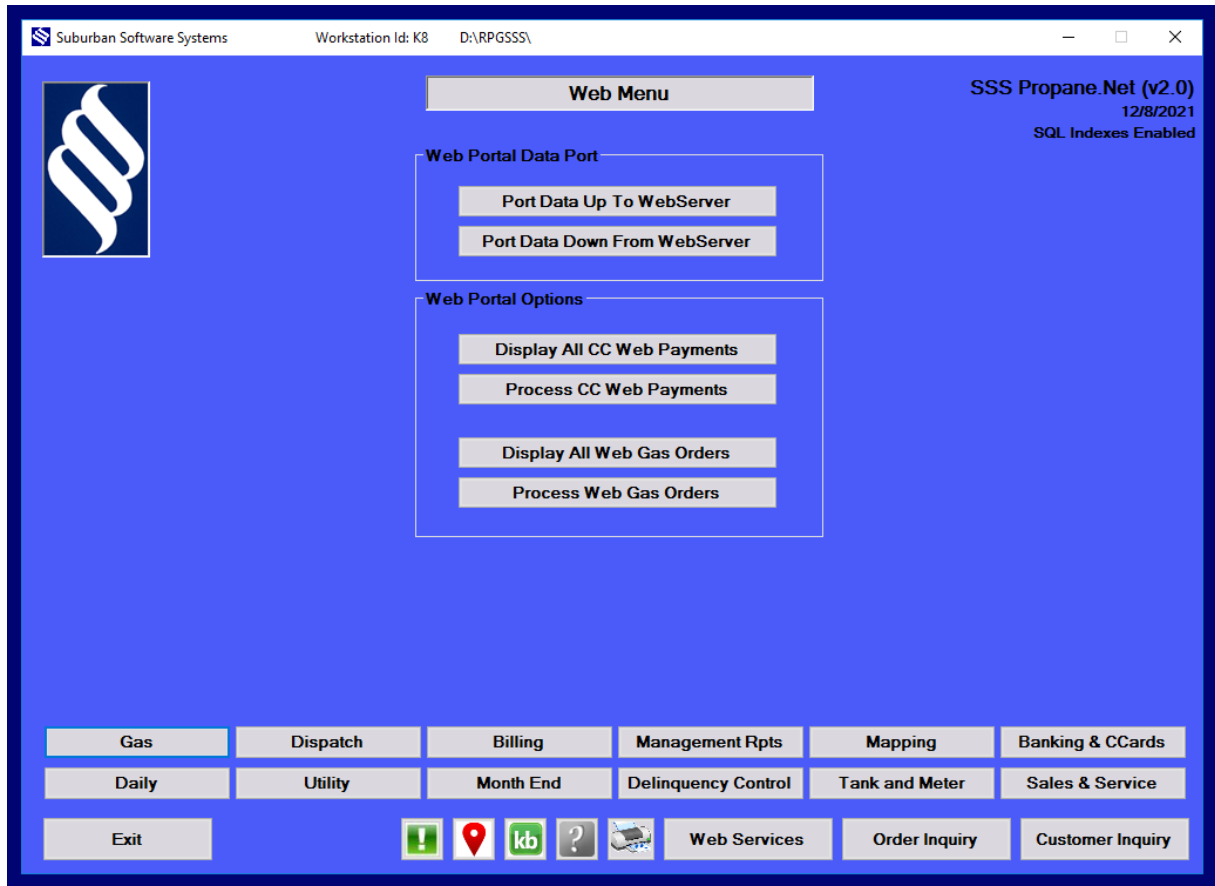 Suburban Software Systems Workstation Id: K8 D:\RPGSSS\
Web Menu
SSS Propane.Net (v2.0)
12/8/2021
SQL Indexes Enabled
Web Portal Data Port
Port Data Up To WebServer
Port Data Down From WebServer
Web Portal Options
Display All CC Web Payments
Process CC Web Payments
Display All Web Gas Orders
Process Web Gas Orders
Gas Dispatch Billing Management Rpts Mapping Banking & CCards
Daily Utility Month End Delinquency Control Tank and Meter Sales & Service
Exit ! kb ? Web Services Order Inquiry Customer Inquiry